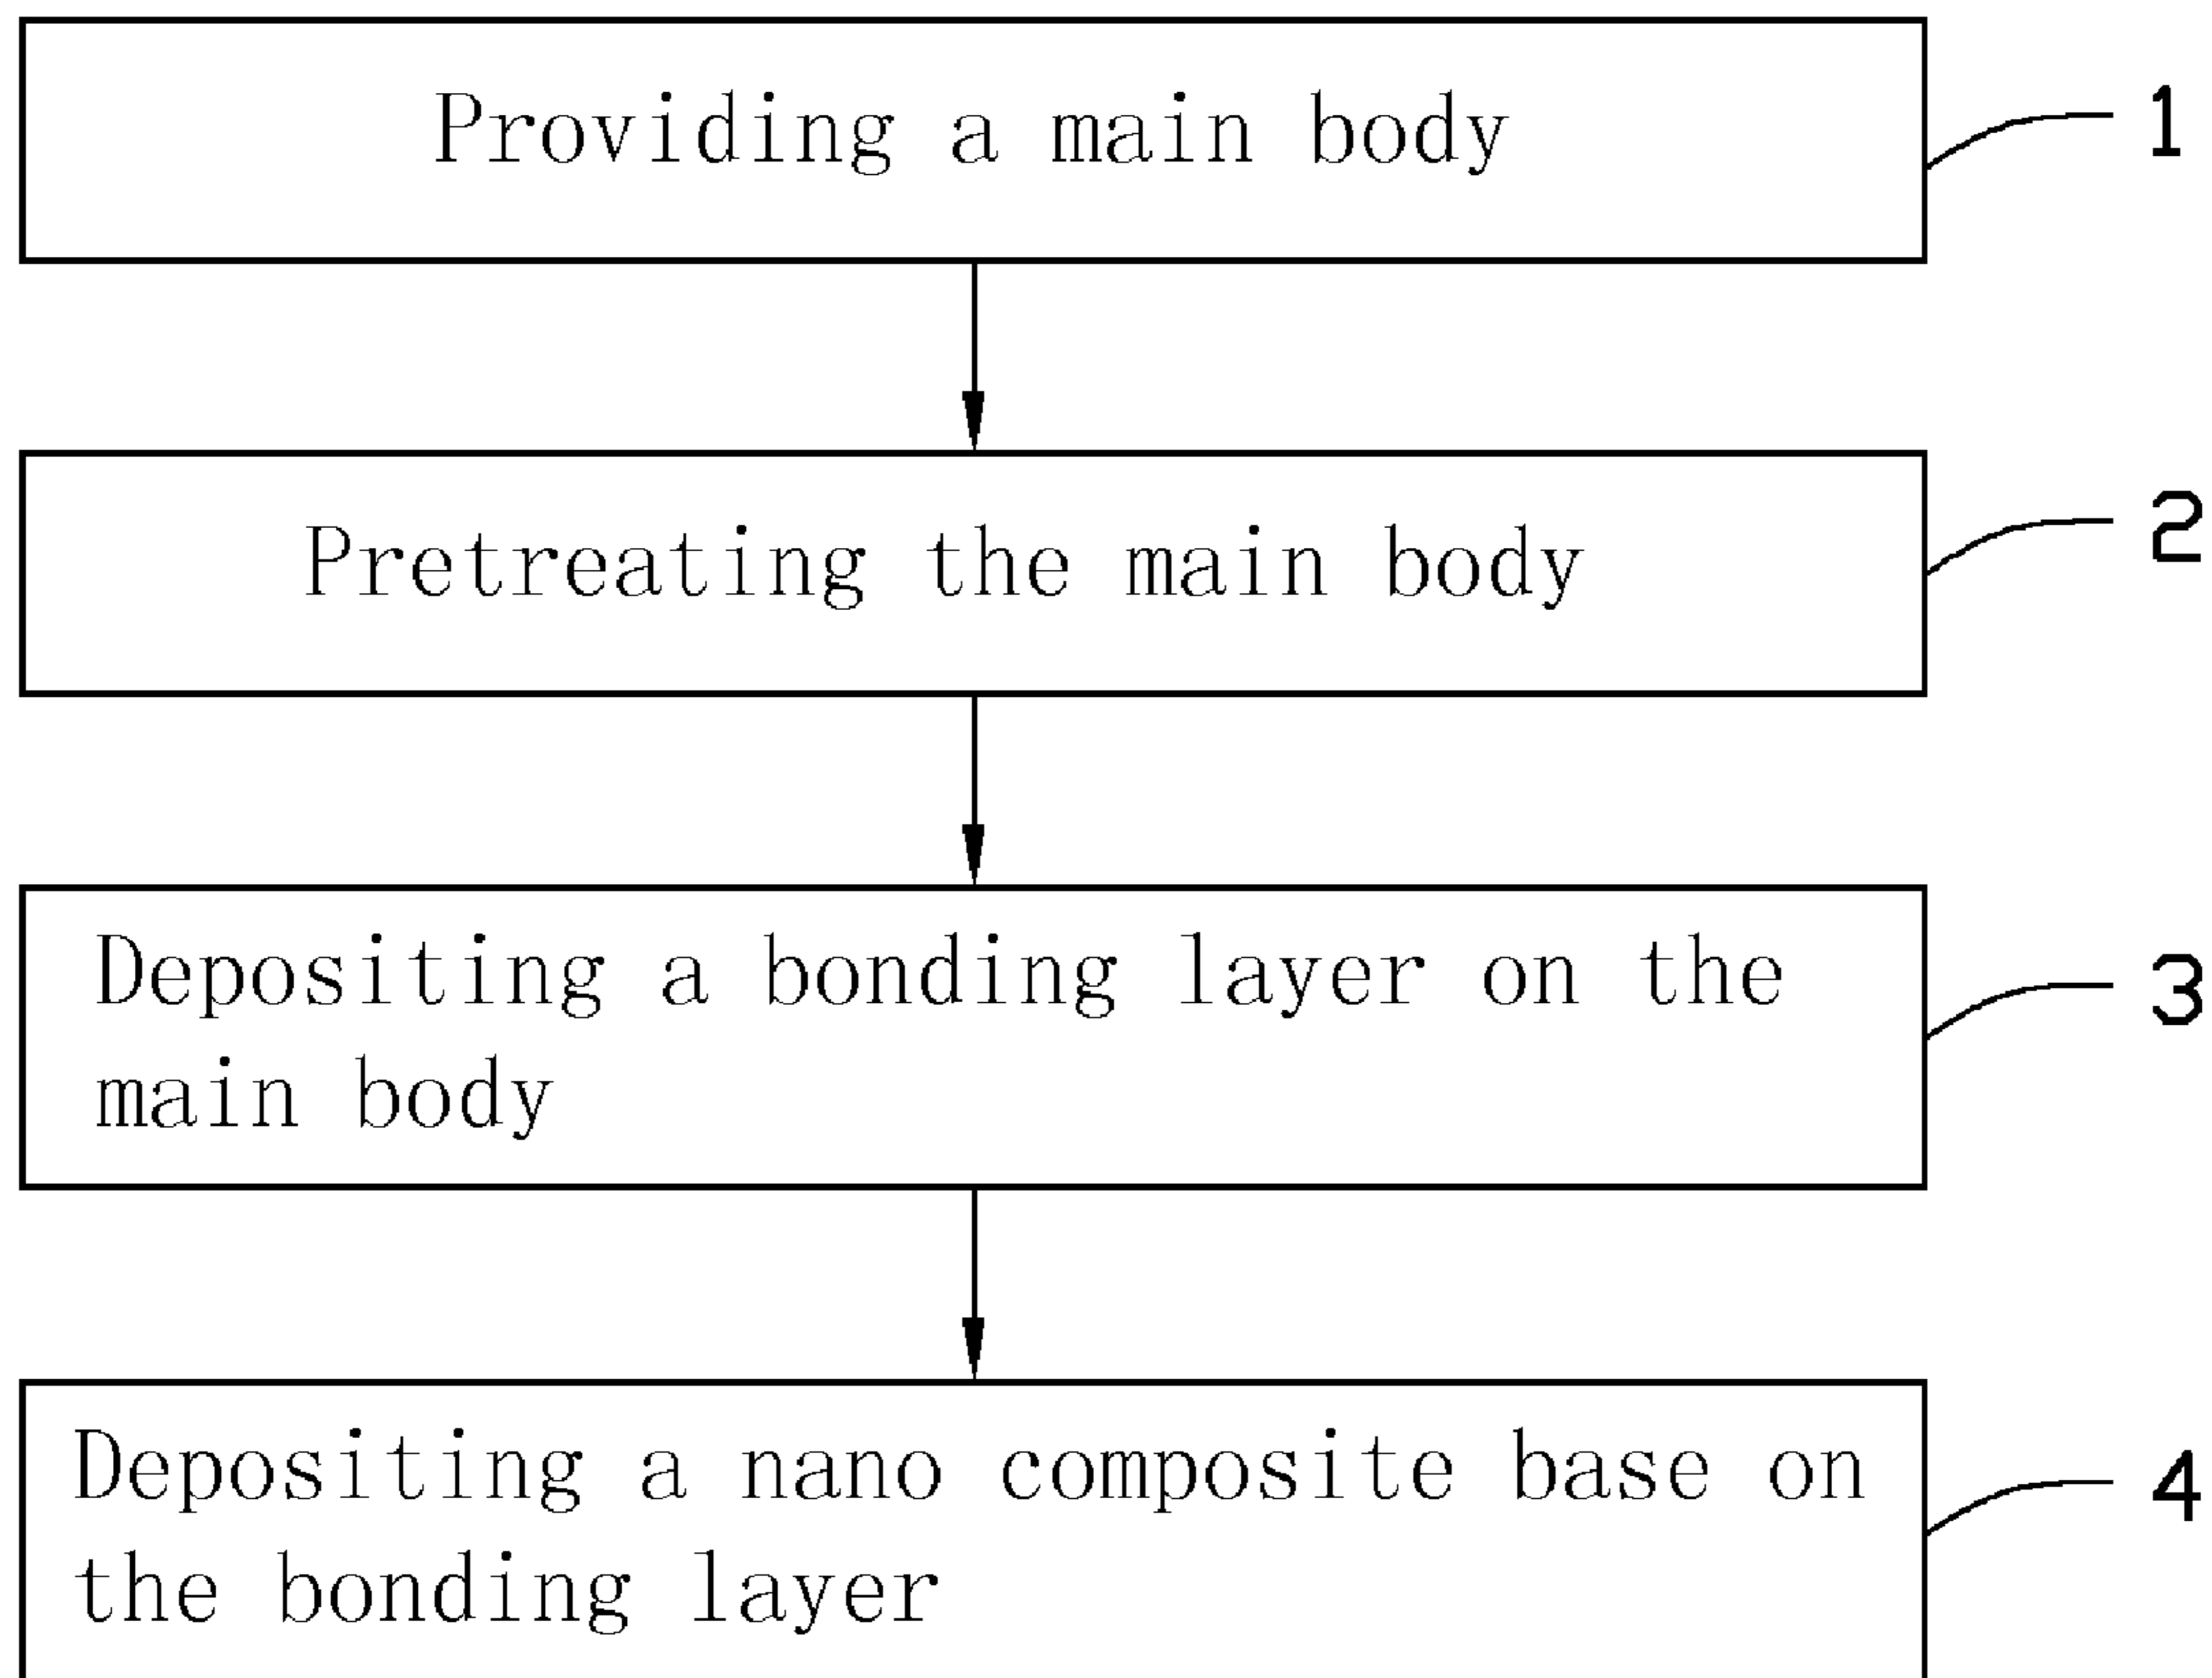 Providing a main body
1
Pretreating the main body
2
Depositing a bonding layer on the
main body
3
Depositing a nano composite base on
the bonding layer
4